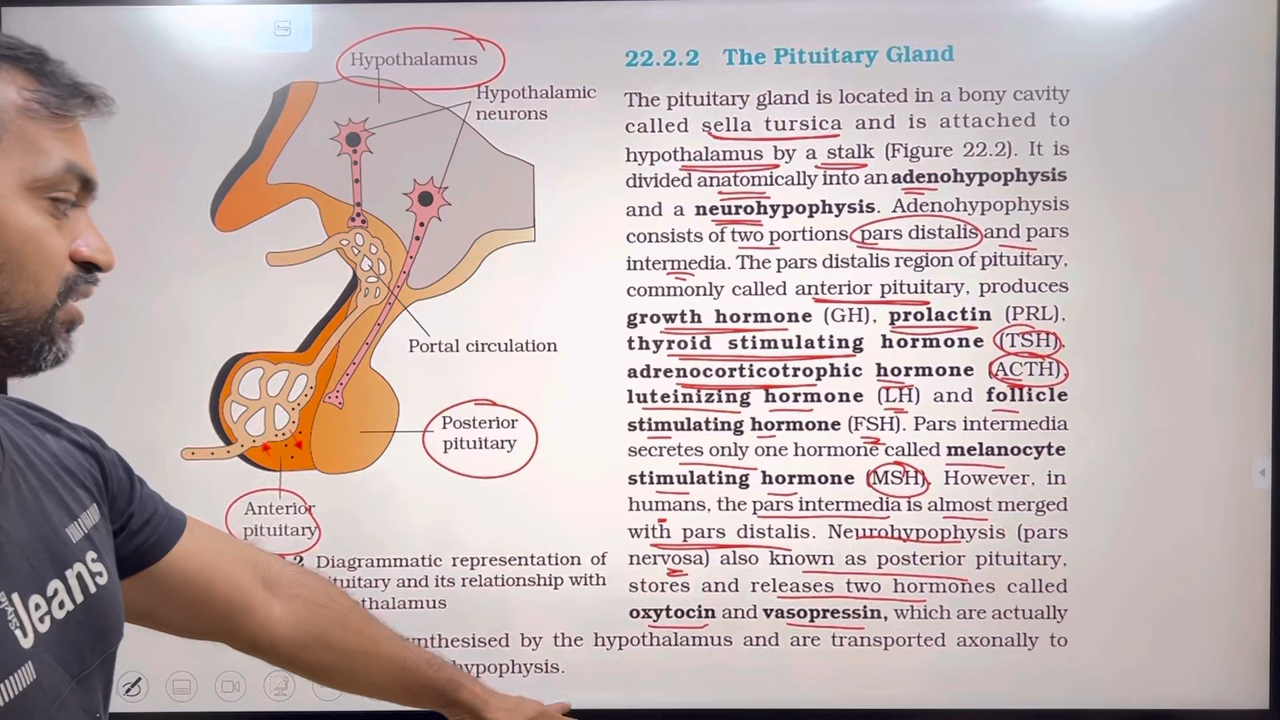 Hypothalamus
Hypothalamic
neurons
Portal circulation
Posterior
pituitary
Anterior
pituitary
Diagrammatic representation of
tuitary and its relationship with
thalamus
22.2.2 The Pituitary Gland
The pituitary gland is located in a bony cavity
called sella tursica and is attached to
hypothalamus by a stalk (Figure 22.2). It is
divided anatomically into an adenohypophysis
and a neurohypophysis. Adenohypophysis
consists of two portions, pars distalis and pars
intermedia. The pars distalis region of pituitary,
commonly called anterior pituitary, produces
growth hormone (GH), prolactin (PRL),
thyroid stimulating hormone (TSH),
adrenocorticotrophic hormone (ACTH),
luteinizing hormone (LH) and follicle
stimulating hormone (FSH). Pars intermedia
secretes only one hormone called melanocyte
stimulating hormone (MSH). However, in
humans, the pars intermedia is almost merged
with pars distalis. Neurohypophysis (pars
nervosa) also known as posterior pituitary,
stores and releases two hormones called
oxytocin and vasopressin, which are actually
nthesised by the hypothalamus and are transported axonally to
hypophysis.
Jeans
style